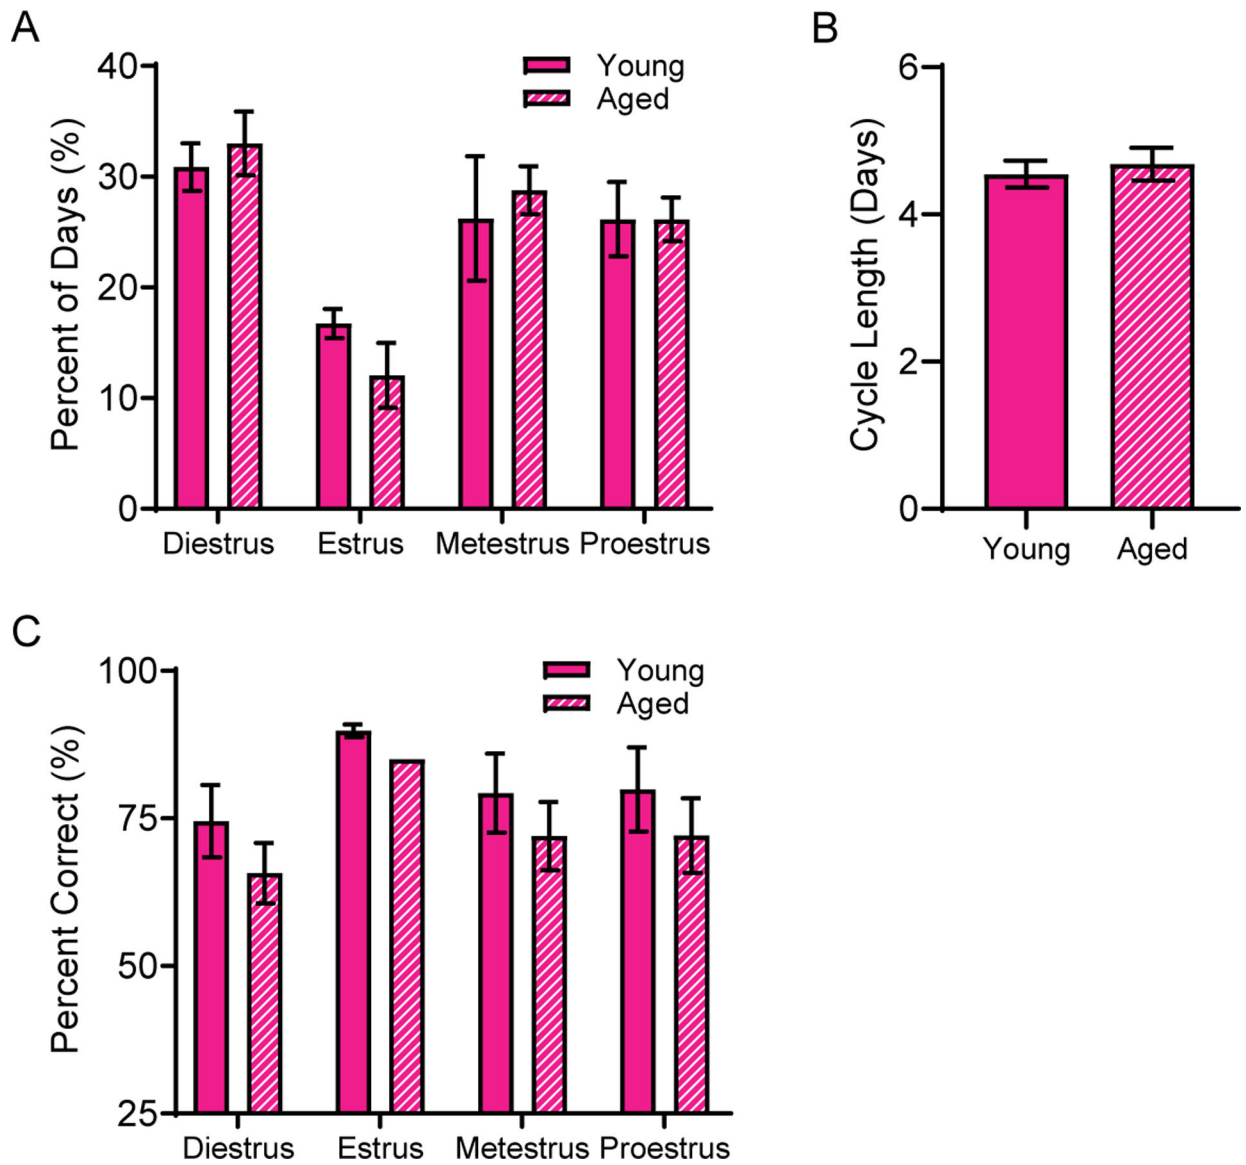 A
Percent of Days (%)
40
30
20
10
0
Young
Aged
Diestrus Estrus Metestrus Proestrus
B
Cycle Length (Days)
6
4
2
0
Young Aged
C
Percent Correct (%)
100
75
50
25
Young
Aged
Diestrus Estrus Metestrus Proestrus